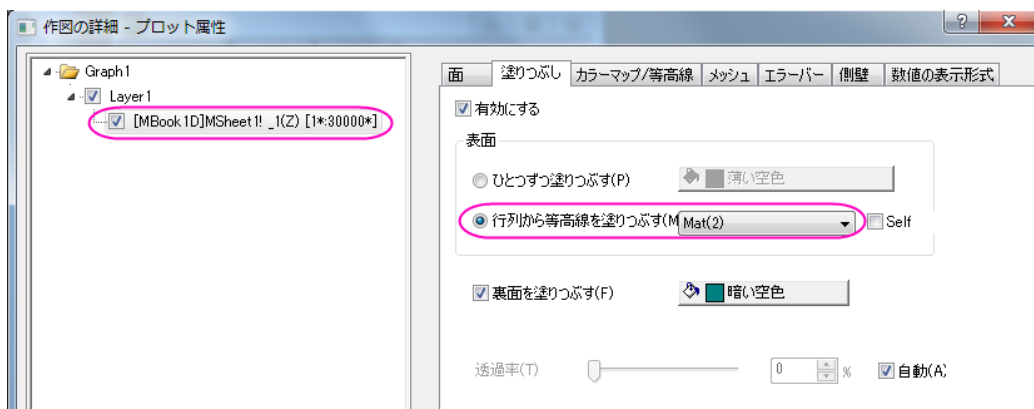 作図の詳細 - プロット属性
Graph1
Layer1
[MBook1D]MSheet1! _1(Z) [1*:30000*]
面 塗りつぶし カラーマップ/等高線 メッシュ エラーバー 側壁 数値の表示形式
有効にする
表面
ひとつずつ塗りつぶす(P) 薄い空色
行列から等高線を塗りつぶす(M Mat(2) Self
裏面を塗りつぶす(F) 暗い空色
透過率(T) 0 % 自動(A)